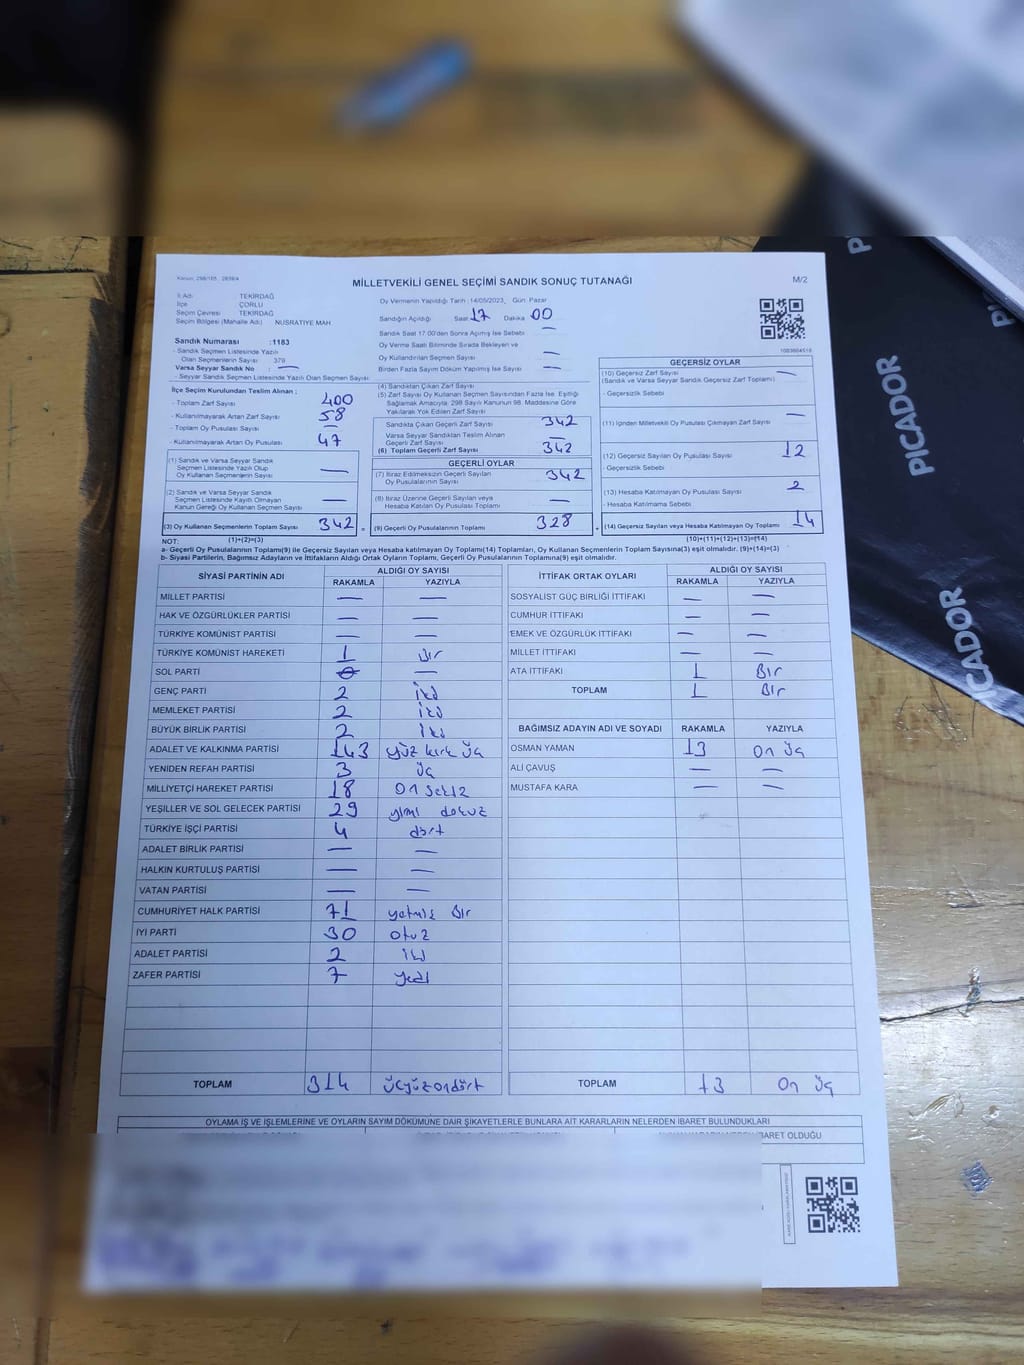 Kanun: 298/105 , 2839/4
MİLLETVEKİLİ GENEL SEÇİMİ SANDIK SONUÇ TUTANAĞI
M/2
İl Adı TEKİRDAĞ
İlçe ÇORLU
Seçim Çevresi TEKİRDAĞ
Seçim Bölgesi (Mahalle Adı) NUSRATİYE MAH.
Oy Vermenin Yapıldığı Tarih :14/05/2023, Gün: Pazar
Sandığın Açıldığı Saat 17 Dakika 00
Sandık Saat 17:00'den Sonra Açılmış İse Sebebi —
Oy Verme Saati Bitiminde Sırada Bekleyen ve
Oy Kullandırılan Seçmen Sayısı —
Birden Fazla Sayım Döküm Yapılmış İse Sayısı —
Sandık Numarası :1183
- Sandık Seçmen Listesinde Yazılı
Olan Seçmenlerin Sayısı 379
Varsa Seyyar Sandık No : —
- Seyyar Sandık Seçmen Listesinde Yazılı Olan Seçmen Sayısı
İlçe Seçim Kurulundan Teslim Alınan ;
- Toplam Zarf Sayısı 400
- Kullanılmayarak Artan Zarf Sayısı 58
- Toplam Oy Pusulası Sayısı —
- Kullanılmayarak Artan Oy Pusulası 47
(1) Sandık ve Varsa Seyyar Sandık
Seçmen Listesinde Yazılı Olup
Oy Kullanan Seçmenlerin Sayısı —
(2) Sandık ve Varsa Seyyar Sandık
Seçmen Listesinde Kayıtlı Olmayan
Kanun Gereği Oy Kullanan Seçmen Sayısı —
(3) Oy Kullanan Seçmenlerin Toplam Sayısı 342
(1)+(2)=(3)
(4) Sandıktan Çıkan Zarf Sayısı
(5) Zarf Sayısı Oy Kullanan Seçmen Sayısından Fazla İse, Eşitliği
Sağlamak Amacıyla; 298 Sayılı Kanunun 98. Maddesine Göre
Yakılarak Yok Edilen Zarf Sayısı
Sandıkta Çıkan Geçerli Zarf Sayısı 342
Varsa Seyyar Sandıktan Teslim Alınan
Geçerli Zarf Sayısı —
(6) Toplam Geçerli Zarf Sayısı 342
GEÇERLİ OYLAR
(7) İtiraz Edilmeksizin Geçerli Sayılan
Oy Pusulalarının Sayısı 342
(8) İtiraz Üzerine Geçerli Sayılan veya
Hesaba Katılan Oy Pusulası Toplamı —
= (9) Geçerli Oy Pusulalarının Toplamı 328
GEÇERSİZ OYLAR
(10) Geçersiz Zarf Sayısı —
(Sandık ve Varsa Seyyar Sandık Geçersiz Zarf Toplamı)
- Geçersizlik Sebebi
(11) İçinden Milletvekili Oy Pusulası Çıkmayan Zarf Sayısı —
(12) Geçersiz Sayılan Oy Pusulası Sayısı 12
- Geçersizlik Sebebi
(13) Hesaba Katılmayan Oy Pusulası Sayısı 2
- Hesaba Katılmama Sebebi
+ (14) Geçersiz Sayılan veya Hesaba Katılmayan Oy Toplamı 14
(10)+(11)+(12)+(13)=(14)
NOT:
a- Geçerli Oy Pusulalarının Toplamı(9) ile Geçersiz Sayılan veya Hesaba katılmayan Oy Toplamı(14) Toplamları, Oy Kullanan Seçmenlerin Toplam Sayısına(3) eşit olmalıdır. (9)+(14)=(3)
b- Siyasi Partilerin, Bağımsız Adayların ve İttifakların Aldığı Ortak Oyların Toplamı, Geçerli Oy Pusulalarının Toplamına(9) eşit olmalıdır.
SİYASİ PARTİNİN ADI ALDIĞI OY SAYISI
RAKAMLA YAZIYLA
MİLLET PARTİSİ — —
HAK VE ÖZGÜRLÜKLER PARTİSİ — —
TÜRKİYE KOMÜNİST PARTİSİ — —
TÜRKİYE KOMÜNİST HAREKETİ 1 Bir
SOL PARTİ —
GENÇ PARTİ 2 iki
MEMLEKET PARTİSİ 2 iki
BÜYÜK BİRLİK PARTİSİ 2 iki
ADALET VE KALKINMA PARTİSİ 143 yüz kırk üç
YENİDEN REFAH PARTİSİ 3 üç
MİLLİYETÇİ HAREKET PARTİSİ 18 on sekiz
YEŞİLLER VE SOL GELECEK PARTİSİ 29 yimi dokuz
TÜRKİYE İŞÇİ PARTİSİ 4 dört
ADALET BİRLİK PARTİSİ — —
HALKIN KURTULUŞ PARTİSİ — —
VATAN PARTİSİ — —
CUMHURİYET HALK PARTİSİ 71 yetmiş Bir
İYİ PARTİ 30 otuz
ADALET PARTİSİ 2 iki
ZAFER PARTİSİ 7 yedi
TOPLAM 314 üçyüzondört
İTTİFAK ORTAK OYLARI ALDIĞI OY SAYISI
RAKAMLA YAZIYLA
SOSYALİST GÜÇ BİRLİĞİ İTTİFAKI — —
CUMHUR İTTİFAKI — —
EMEK VE ÖZGÜRLÜK İTTİFAKI — —
MİLLET İTTİFAKI — —
ATA İTTİFAKI 1 Bir
TOPLAM 1 Bir
BAĞIMSIZ ADAYIN ADI VE SOYADI RAKAMLA YAZIYLA
OSMAN YAMAN 13 on üç
ALİ ÇAVUŞ — —
MUSTAFA KARA — —
TOPLAM 13 on üç
OYLAMA İŞ VE İŞLEMLERİNE VE OYLARIN SAYIM DÖKÜMÜNE DAİR ŞİKAYETLERLE BUNLARA AİT KARARLARIN NELERDEN İBARET BULUNDUKLARI
İBARET OLDUĞU
PICADOR